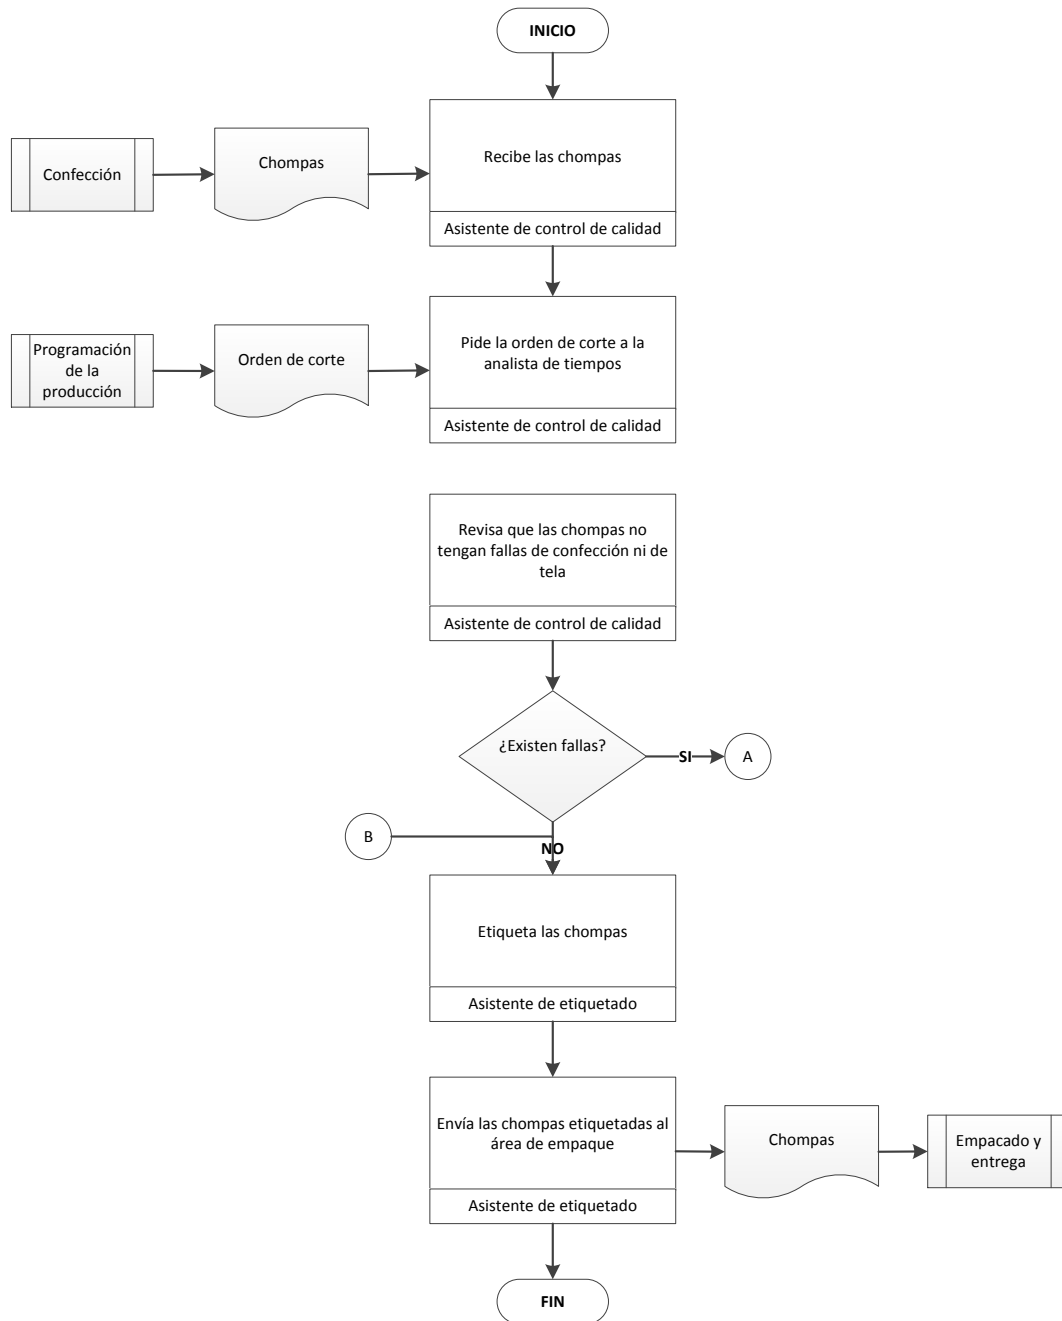 INICIO
Confección
Chompas
Recibe las chompas
Asistente de control de calidad
Programación
de la
producción
Orden de corte
Pide la orden de corte a la
analista de tiempos
Asistente de control de calidad
Revisa que las chompas no
tengan fallas de confección ni de
tela
Asistente de control de calidad
¿Existen fallas?
SI
A
B
NO
Etiqueta las chompas
Asistente de etiquetado
Envía las chompas etiquetadas al
área de empaque
Asistente de etiquetado
Chompas
Empacado y
entrega
FIN